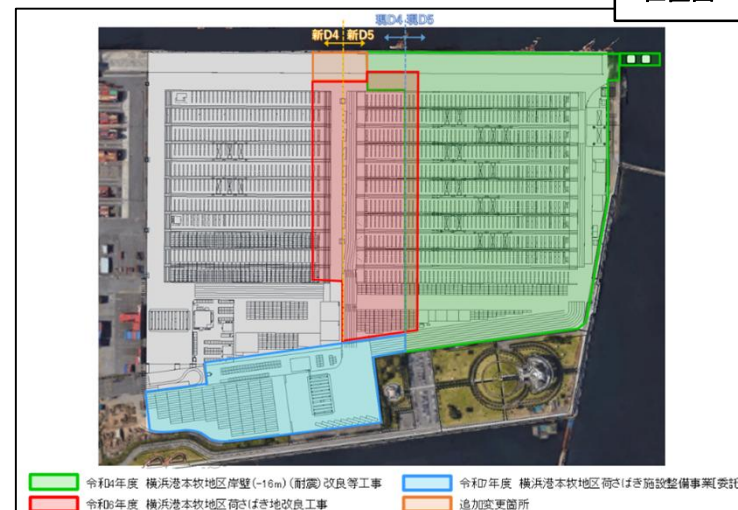 現D4 現D5
新D4 新D5
令和4年度 横浜港本牧地区岸壁(-16m)(耐震)改良等工事
令和7年度 横浜港本牧地区荷さばき施設整備事業[委託
令和6年度 横浜港本牧地区荷さばき地改良工事
追加変更箇所